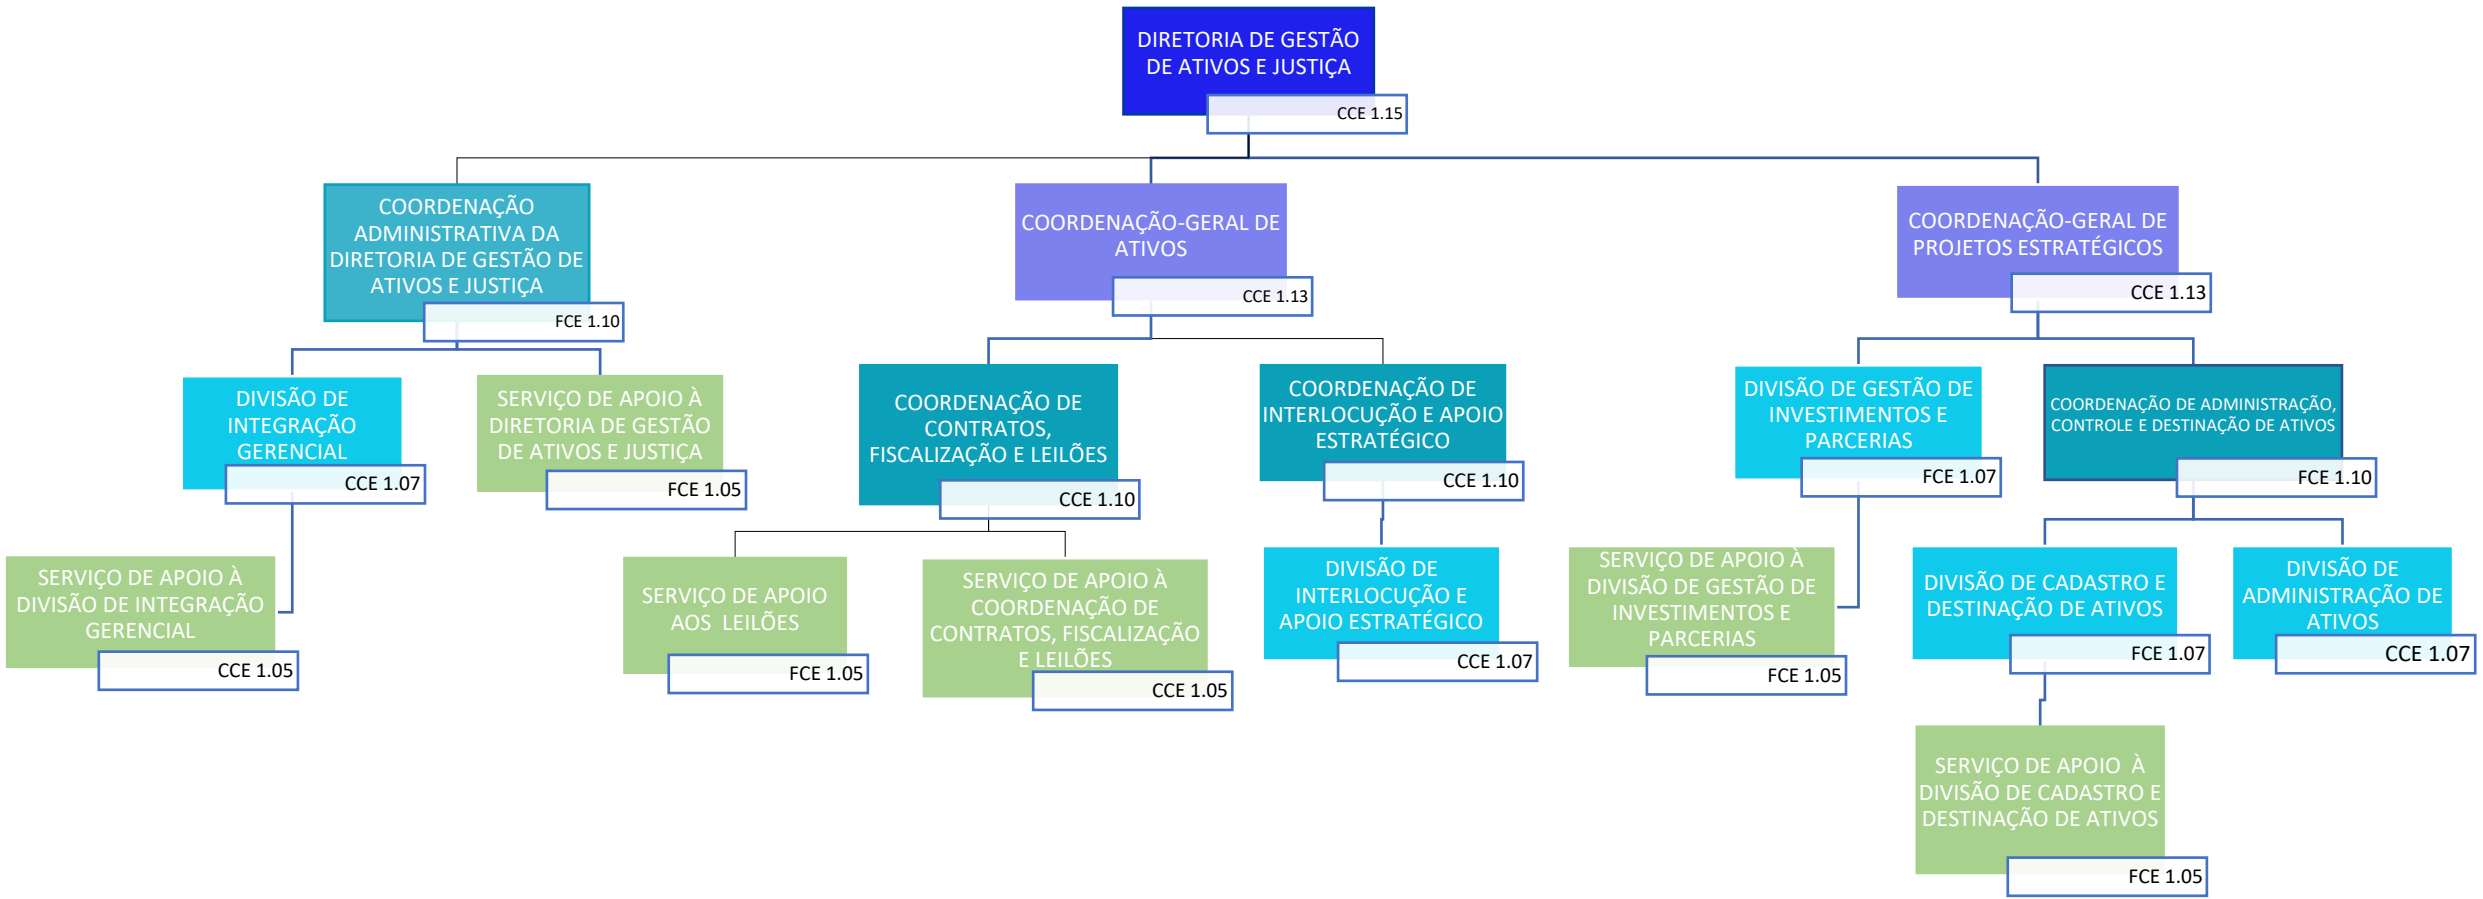 DIRETORIA DE GESTÃO
DE ATIVOS E JUSTIÇA
CCE 1.15
COORDENAÇÃO
ADMINISTRATIVA DA
DIRETORIA DE GESTÃO DE
ATIVOS E JUSTIÇA
FCE 1.10
COORDENAÇÃO-GERAL DE
ATIVOS
CCE 1.13
COORDENAÇÃO-GERAL DE
PROJETOS ESTRATÉGICOS
CCE 1.13
DIVISÃO DE
INTEGRAÇÃO
GERENCIAL
CCE 1.07
SERVIÇO DE APOIO À
DIRETORIA DE GESTÃO
DE ATIVOS E JUSTIÇA
FCE 1.05
COORDENAÇÃO DE
CONTRATOS,
FISCALIZAÇÃO E LEILÕES
CCE 1.10
COORDENAÇÃO DE
INTERLOCUÇÃO E APOIO
ESTRATÉGICO
CCE 1.10
DIVISÃO DE GESTÃO DE
INVESTIMENTOS E
PARCERIAS
FCE 1.07
COORDENAÇÃO DE ADMINISTRAÇÃO,
CONTROLE E DESTINAÇÃO DE ATIVOS
FCE 1.10
SERVIÇO DE APOIO À
DIVISÃO DE INTEGRAÇÃO
GERENCIAL
CCE 1.05
SERVIÇO DE APOIO
AOS  LEILÕES
FCE 1.05
SERVIÇO DE APOIO À
COORDENAÇÃO DE
CONTRATOS, FISCALIZAÇÃO
E LEILÕES
CCE 1.05
DIVISÃO DE
INTERLOCUÇÃO E
APOIO ESTRATÉGICO
CCE 1.07
SERVIÇO DE APOIO À
DIVISÃO DE GESTÃO DE
INVESTIMENTOS E
PARCERIAS
FCE 1.05
DIVISÃO DE CADASTRO E
DESTINAÇÃO DE ATIVOS
FCE 1.07
DIVISÃO DE
ADMINISTRAÇÃO DE
ATIVOS
CCE 1.07
SERVIÇO DE APOIO  À
DIVISÃO DE CADASTRO E
DESTINAÇÃO DE ATIVOS
FCE 1.05